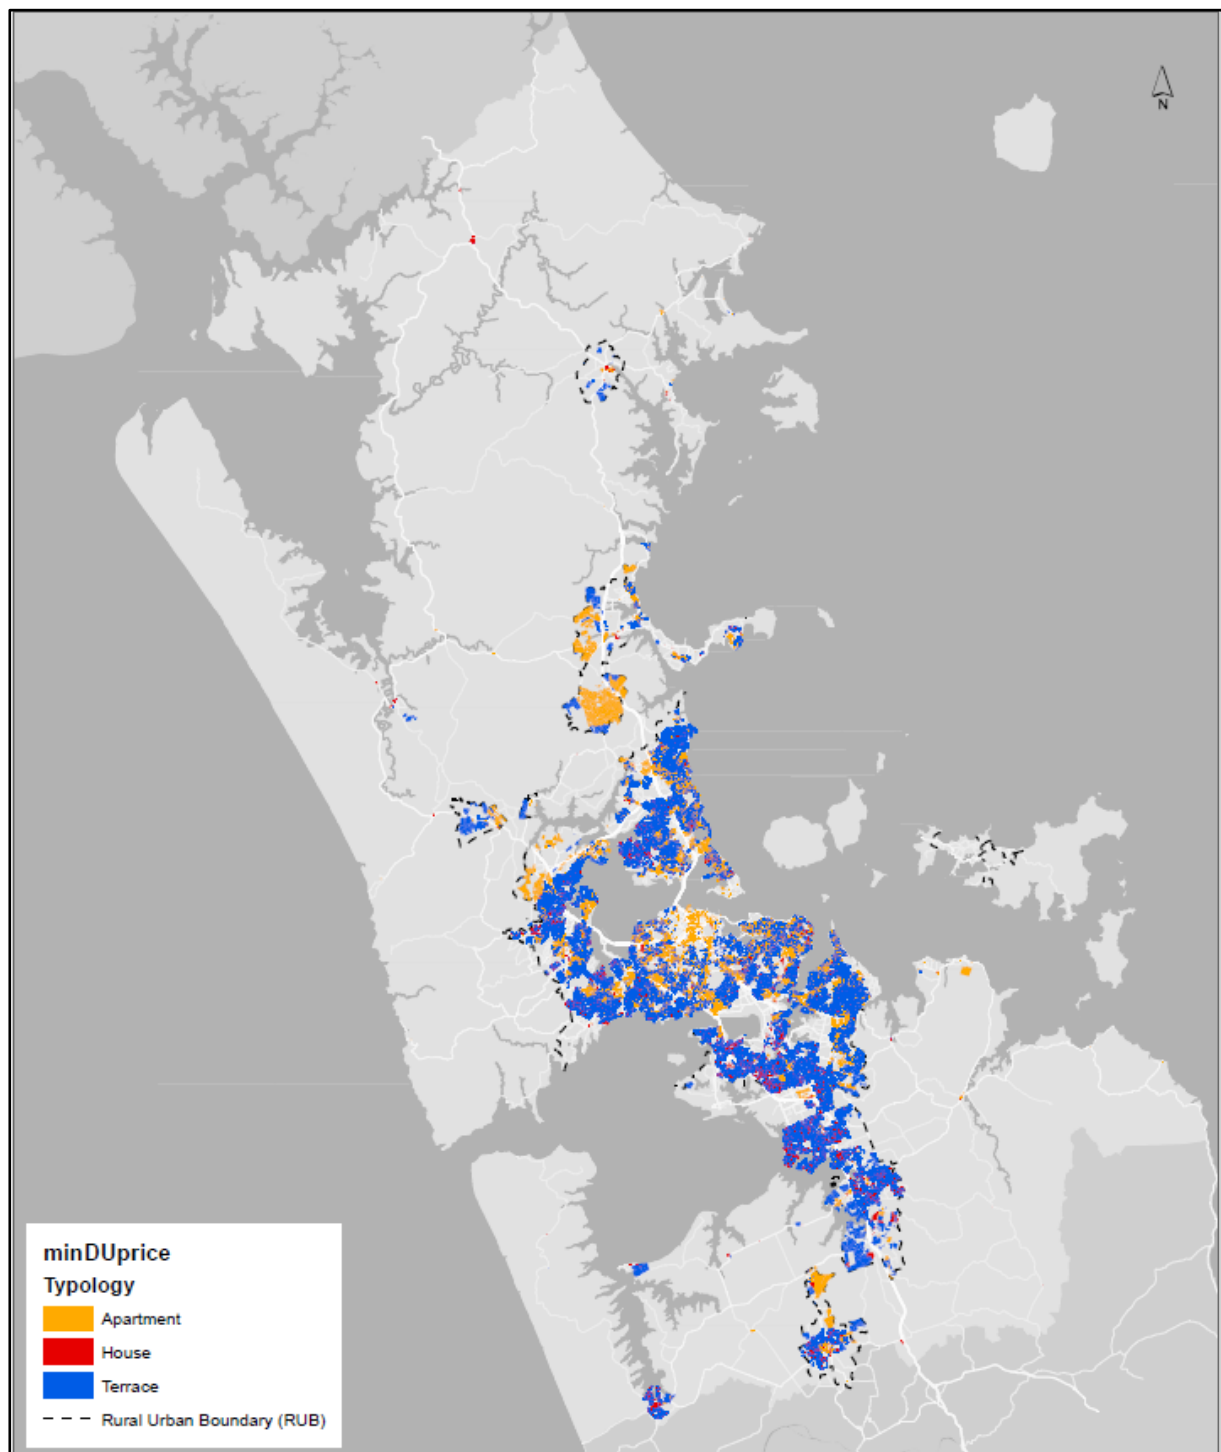 N
minDUprice
Typology
Apartment
House
Terrace
Rural Urban Boundary (RUB)